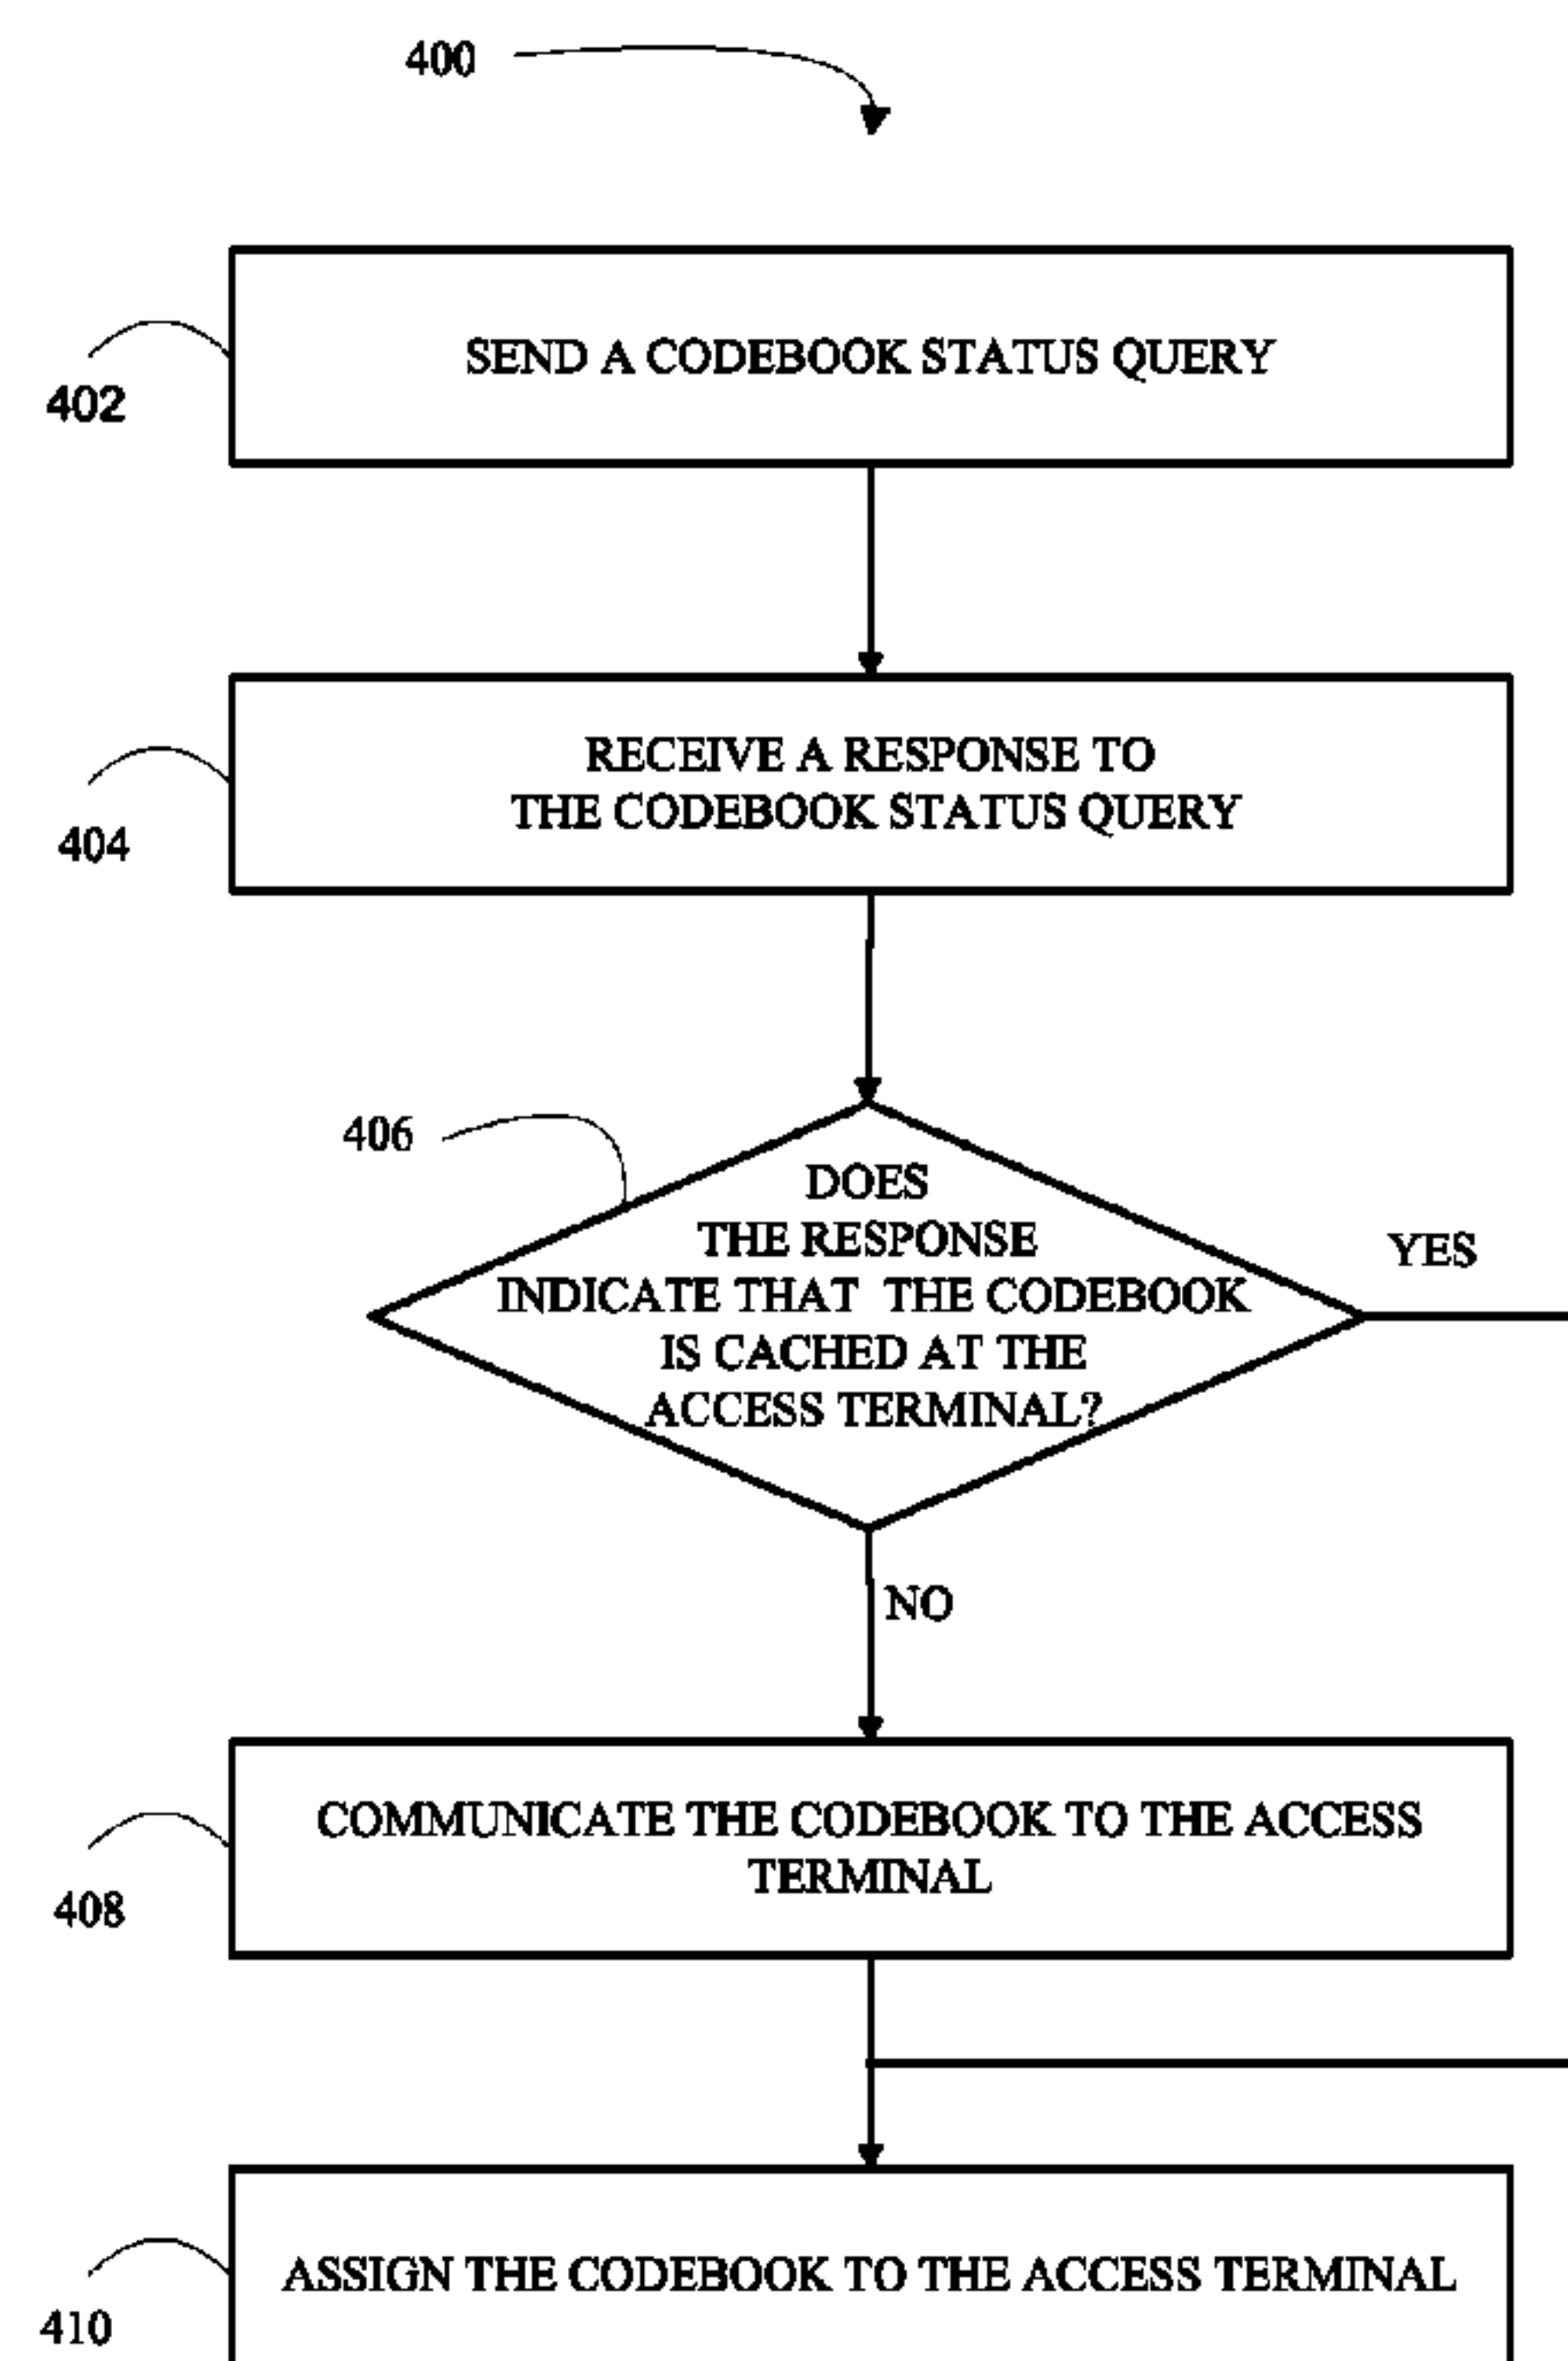 400
SEND A CODEBOOK STATUS QUERY
402
RECEIVE A RESPONSE TO
THE CODEBOOK STATUS QUERY
404
406
DOES
THE RESPONSE
INDICATE THAT THE CODEBOOK
IS CACHED AT THE
ACCESS TERMINAL?
YES
NO
COMMUNICATE THE CODEBOOK TO THE ACCESS
TERMINAL
408
ASSIGN THE CODEBOOK TO THE ACCESS TERMINAL
410